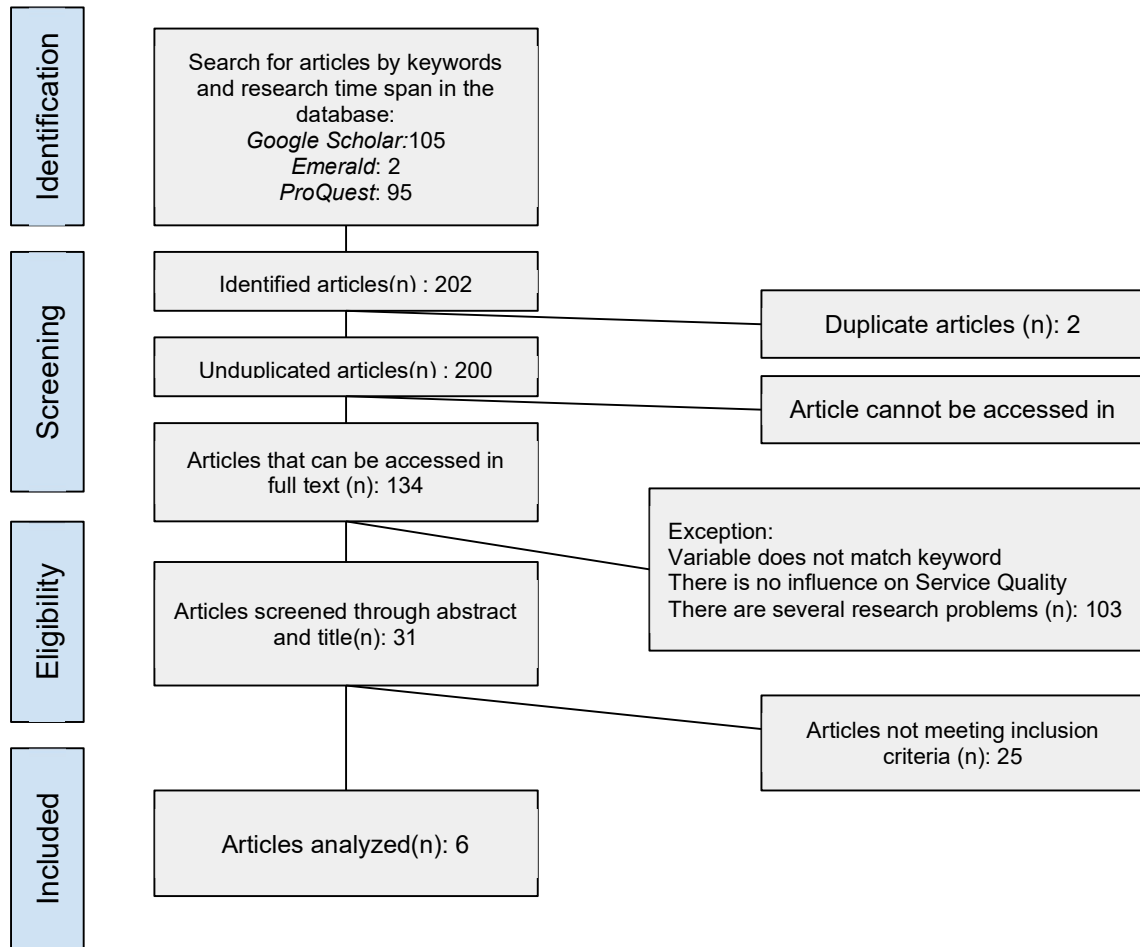 Identification
Search for articles by keywords
and research time span in the
database:
Google Scholar:105
Emerald: 2
ProQuest: 95
Screening
Identified articles(n) : 202
Duplicate articles (n): 2
Unduplicated articles(n) : 200
Article cannot be accessed in
Articles that can be accessed in
full text (n): 134
Eligibility
Exception:
Variable does not match keyword
There is no influence on Service Quality
There are several research problems (n): 103
Articles screened through abstract
and title(n): 31
Articles not meeting inclusion
criteria (n): 25
Included
Articles analyzed(n): 6